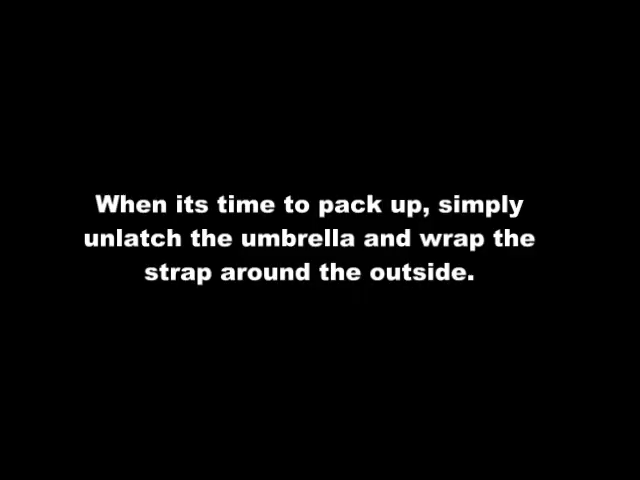 When its time to pack up, simply
unlatch the umbrella and wrap the
strap around the outside.